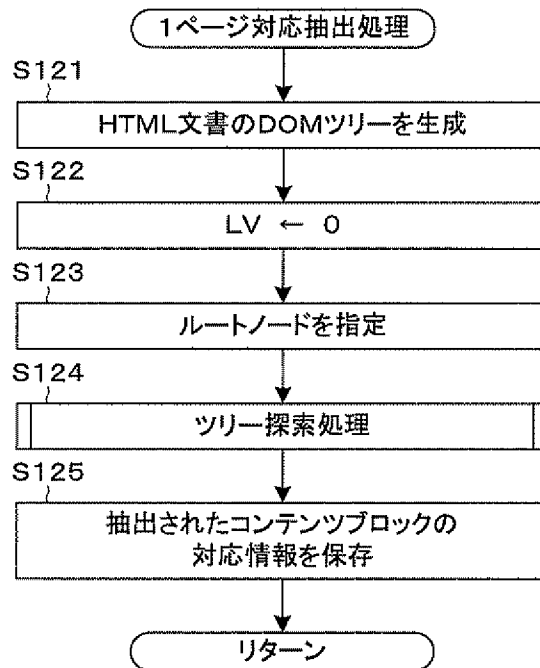 1ページ対応抽出処理
S121
HTML文書のDOMツリーを生成
S122
LV ← 0
S123
ルートノードを指定
S124
ツリー探索処理
S125
抽出されたコンテンツブロックの
対応情報を保存
リターン